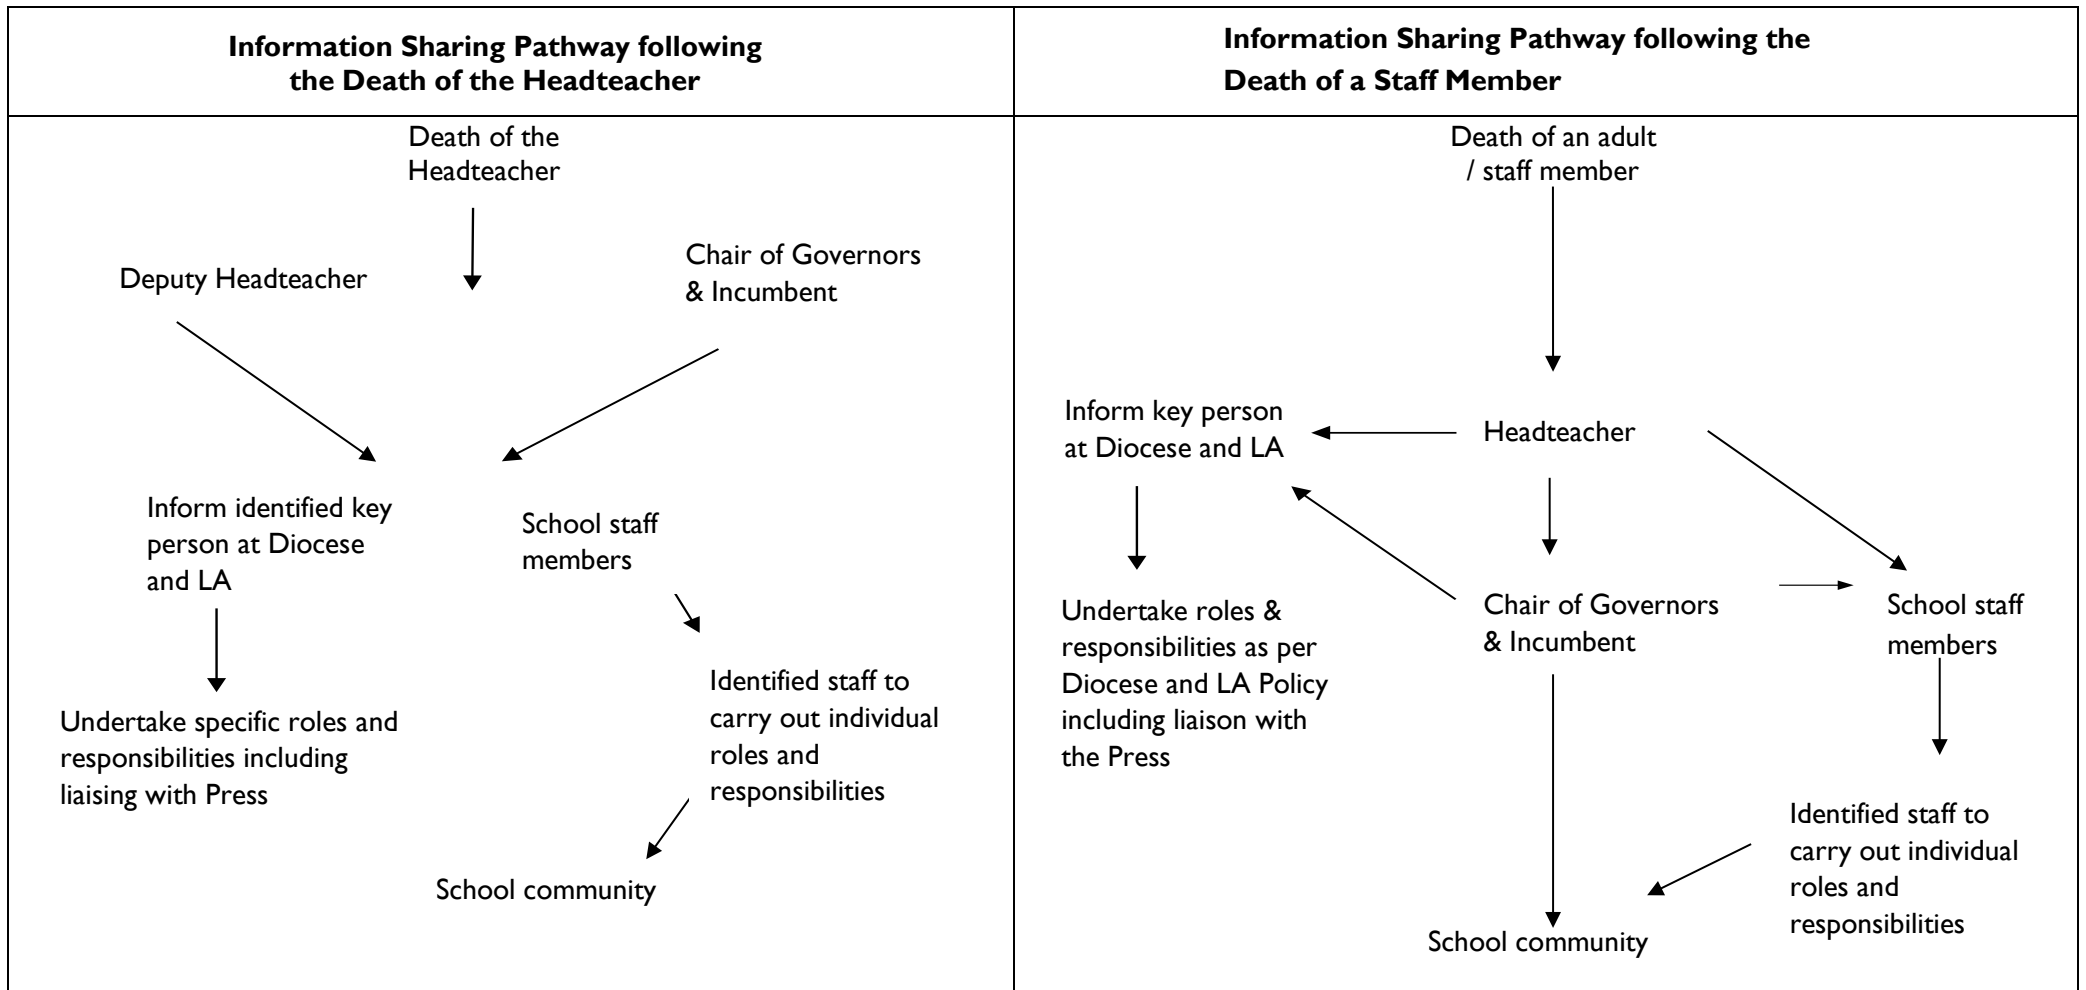 Information Sharing Pathway following
the Death of the Headteacher
Information Sharing Pathway following the
Death of a Staff Member
Death of the
Headteacher
Deputy Headteacher
Chair of Governors
& Incumbent
Inform identified key
person at Diocese
and LA
School staff
members
Undertake specific roles and
responsibilities including
liaising with Press
Identified staff to
carry out individual
roles and
responsibilities
School community
Death of an adult
/ staff member
Inform key person
at Diocese and LA
Headteacher
Undertake roles &
responsibilities as per
Diocese and LA Policy
including liaison with
the Press
Chair of Governors
& Incumbent
School staff
members
Identified staff to
carry out individual
roles and
responsibilities
School community